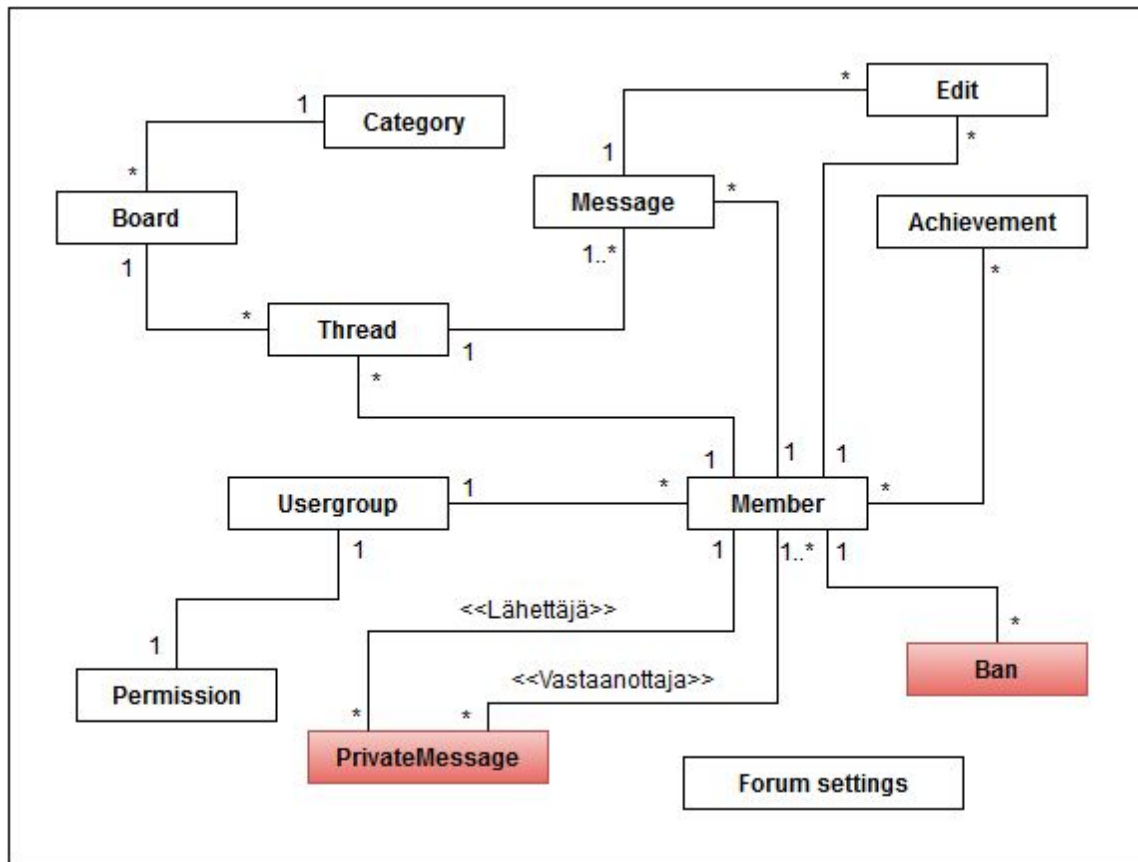 *
Edit
1
Category
*
1
*
Message
*
Board
Achievement
1
1..*
*
*
Thread
1
*
1
1
1
Usergroup
1
*
Member
*
1
1
1..*
1
<<Lähettäjä>>
1
*
Permission
<<Vastaanottaja>>
Ban
*
*
PrivateMessage
Forum settings